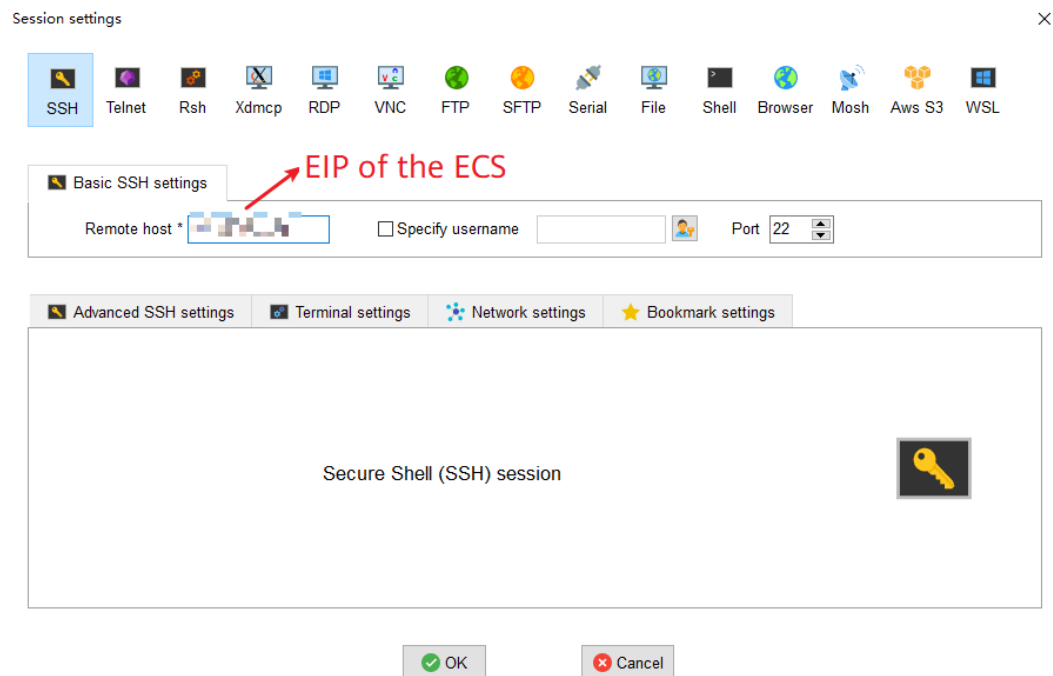 Session settings
SSH Telnet Rsh Xdmcp RDP VNC FTP SFTP Serial File Shell Browser Mosh Aws S3 WSL
EIP of the ECS
Basic SSH settings
Remote host * Specify username Port 22
Advanced SSH settings Terminal settings Network settings Bookmark settings
Secure Shell (SSH) session
OK Cancel